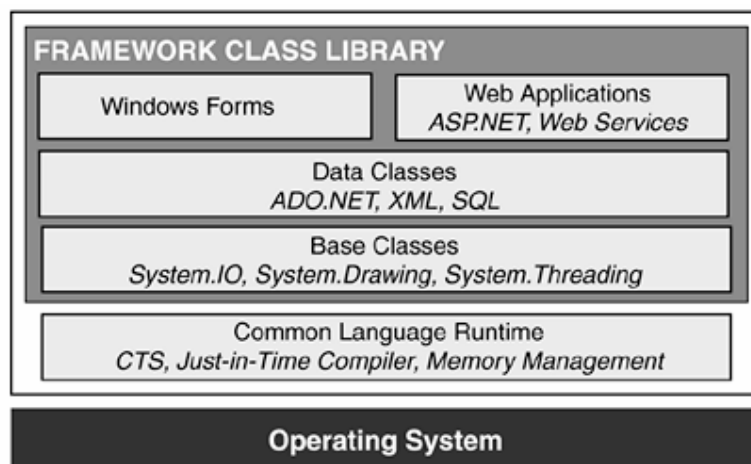 FRAMEWORK CLASS LIBRARY
Windows Forms
Web Applications
ASP.NET, Web Services
Data Classes
ADO.NET, XML, SQL
Base Classes
System.IO, System.Drawing, System.Threading
Common Language Runtime
CTS, Just-in-Time Compiler, Memory Management
Operating System